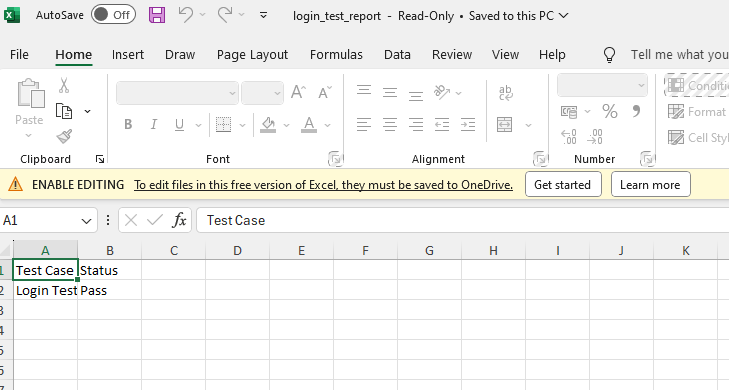 AutoSave Off login_test_report - Read-Only • Saved to this PC
File Home Insert Draw Page Layout Formulas Data Review View Help Tell me what you
Paste
B I U A
ab
%
Conditio
Format
Cell Styl
Clipboard Font Alignment Number
ENABLE EDITING To edit files in this free version of Excel, they must be saved to OneDrive. Get started Learn more
A1 fx Test Case
A B C D E F G H I J K
1 Test Case Status
2 Login Test Pass
3
4
5
6
7